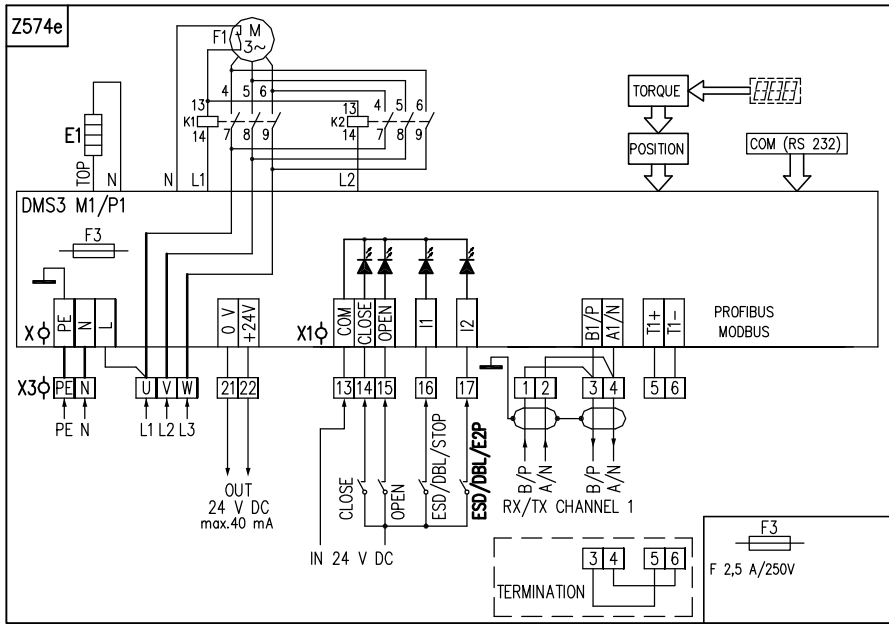 Z574e
F1
M
3~
4 5 6
13
K1
14
7 8 9
13
K2
14
4 5 6
7 8 9
E1
TOP
N
N
L1
L2
TORQUE
POSITION
COM (RS 232)
DMS3 M1/P1
F3
X
PE
N
L
0 V
+24V
X1
COM
CLOSE
OPEN
I1
I2
B1/P
A1/N
T1+
T1-
PROFIBUS
MODBUS
X3
PE N
U V W
21 22
13 14 15
16
17
1 2
3 4
5 6
PE N
L1 L2 L3
OUT
24 V DC
max.40 mA
CLOSE
OPEN
ESD/DBL/STOP
ESD/DBL/E2P
IN 24 V DC
B/P
A/N
B/P
A/N
RX/TX CHANNEL 1
TERMINATION
3 4
5 6
F3
F 2,5 A/250V